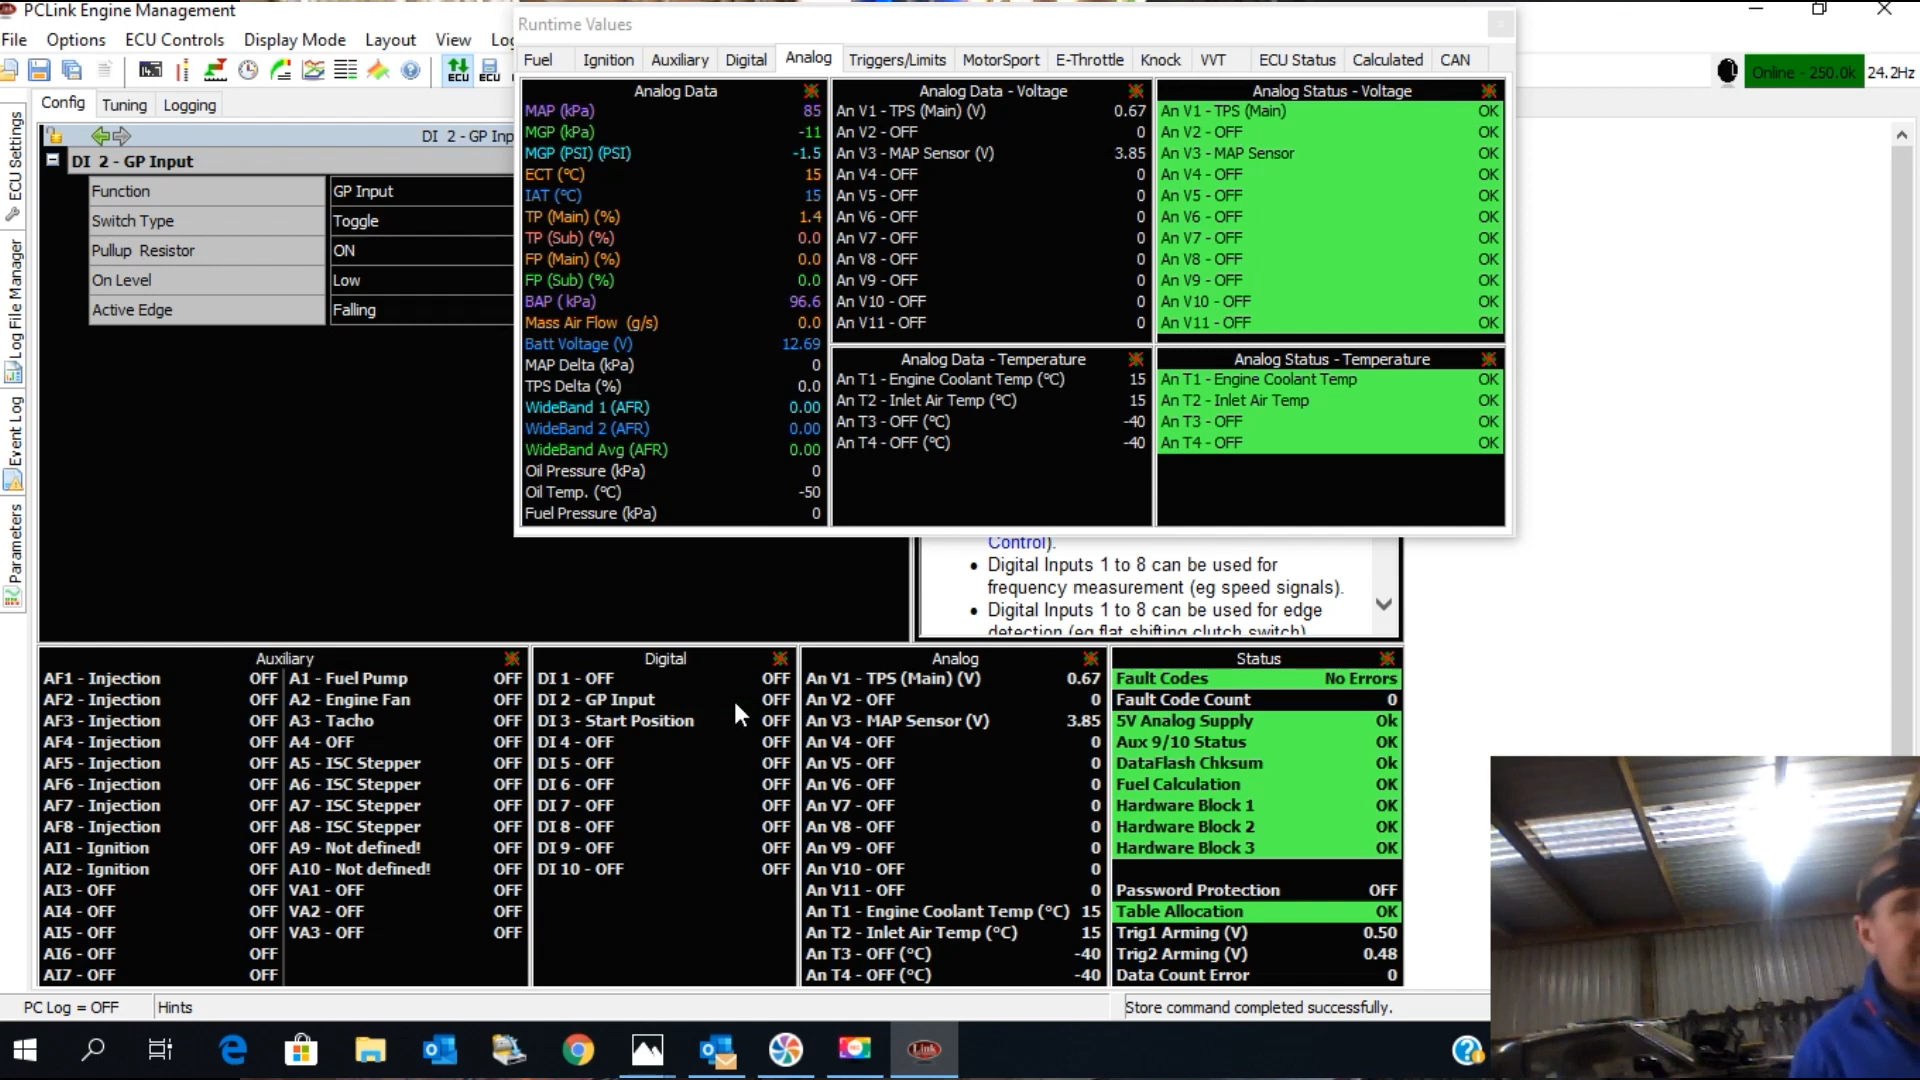 PCLink Engine Management
File Options ECU Controls Display Mode Layout View
Online - 250.0k 24.2Hz
ECU ECU
Config Tuning Logging
ECU Settings
Log File Manager
Event Log
Parameters
DI 2 - GP Inp
DI 2 - GP Input
Function GP Input
Switch Type Toggle
Pullup Resistor ON
On Level Low
Active Edge Falling
Runtime Values
Fuel Ignition Auxiliary Digital Analog Triggers/Limits MotorSport E-Throttle Knock VVT ECU Status Calculated CAN
Analog Data
MAP (kPa) 85
MGP (kPa) -11
MGP (PSI) (PSI) -1.5
ECT (°C) 15
IAT (°C) 15
TP (Main) (%) 1.4
TP (Sub) (%) 0.0
FP (Main) (%) 0.0
FP (Sub) (%) 0.0
BAP ( kPa) 96.6
Mass Air Flow (g/s) 0.0
Batt Voltage (V) 12.69
MAP Delta (kPa) 0
TPS Delta (%) 0.0
WideBand 1 (AFR) 0.00
WideBand 2 (AFR) 0.00
WideBand Avg (AFR) 0.00
Oil Pressure (kPa) 0
Oil Temp. (°C) -50
Fuel Pressure (kPa) 0
Analog Data - Voltage
An V1 - TPS (Main) (V) 0.67
An V2 - OFF 0
An V3 - MAP Sensor (V) 3.85
An V4 - OFF 0
An V5 - OFF 0
An V6 - OFF 0
An V7 - OFF 0
An V8 - OFF 0
An V9 - OFF 0
An V10 - OFF 0
An V11 - OFF 0
Analog Status - Voltage
An V1 - TPS (Main) OK
An V2 - OFF OK
An V3 - MAP Sensor OK
An V4 - OFF OK
An V5 - OFF OK
An V6 - OFF OK
An V7 - OFF OK
An V8 - OFF OK
An V9 - OFF OK
An V10 - OFF OK
An V11 - OFF OK
Analog Data - Temperature
An T1 - Engine Coolant Temp (°C) 15
An T2 - Inlet Air Temp (°C) 15
An T3 - OFF (°C) -40
An T4 - OFF (°C) -40
Analog Status - Temperature
An T1 - Engine Coolant Temp OK
An T2 - Inlet Air Temp OK
An T3 - OFF OK
An T4 - OFF OK
Control).
• Digital Inputs 1 to 8 can be used for
frequency measurement (eg speed signals).
• Digital Inputs 1 to 8 can be used for edge
detection (eg flat shifting clutch switch)
Auxiliary
AF1 - Injection OFF A1 - Fuel Pump OFF
AF2 - Injection OFF A2 - Engine Fan OFF
AF3 - Injection OFF A3 - Tacho OFF
AF4 - Injection OFF A4 - OFF OFF
AF5 - Injection OFF A5 - ISC Stepper OFF
AF6 - Injection OFF A6 - ISC Stepper OFF
AF7 - Injection OFF A7 - ISC Stepper OFF
AF8 - Injection OFF A8 - ISC Stepper OFF
AI1 - Ignition OFF A9 - Not defined! OFF
AI2 - Ignition OFF A10 - Not defined! OFF
AI3 - OFF OFF VA1 - OFF OFF
AI4 - OFF OFF VA2 - OFF OFF
AI5 - OFF OFF VA3 - OFF OFF
AI6 - OFF OFF
AI7 - OFF OFF
Digital
DI 1 - OFF OFF
DI 2 - GP Input OFF
DI 3 - Start Position OFF
DI 4 - OFF OFF
DI 5 - OFF OFF
DI 6 - OFF OFF
DI 7 - OFF OFF
DI 8 - OFF OFF
DI 9 - OFF OFF
DI 10 - OFF OFF
Analog
An V1 - TPS (Main) (V) 0.67
An V2 - OFF 0
An V3 - MAP Sensor (V) 3.85
An V4 - OFF 0
An V5 - OFF 0
An V6 - OFF 0
An V7 - OFF 0
An V8 - OFF 0
An V9 - OFF 0
An V10 - OFF 0
An V11 - OFF 0
An T1 - Engine Coolant Temp (°C) 15
An T2 - Inlet Air Temp (°C) 15
An T3 - OFF (°C) -40
An T4 - OFF (°C) -40
Status
Fault Codes No Errors
Fault Code Count 0
5V Analog Supply Ok
Aux 9/10 Status OK
DataFlash Chksum Ok
Fuel Calculation OK
Hardware Block 1 OK
Hardware Block 2 OK
Hardware Block 3 OK
Password Protection OFF
Table Allocation OK
Trig1 Arming (V) 0.50
Trig2 Arming (V) 0.48
Data Count Error 0
PC Log = OFF Hints Store command completed successfully.
Link